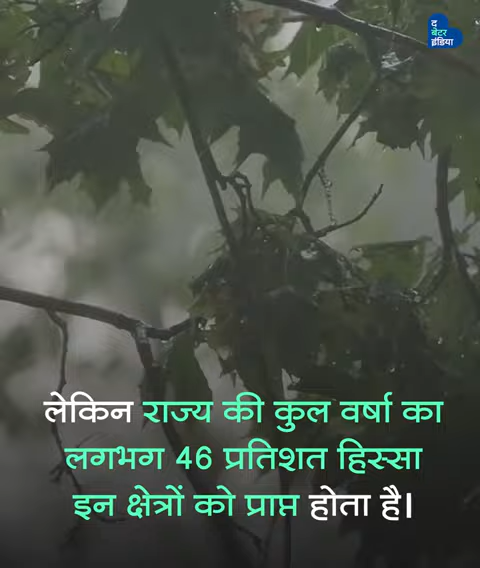 द
बेटर
इंडिया
लेकिन राज्य की कुल वर्षा का
लगभग 46 प्रतिशत हिस्सा
इन क्षेत्रों को प्राप्त होता है।